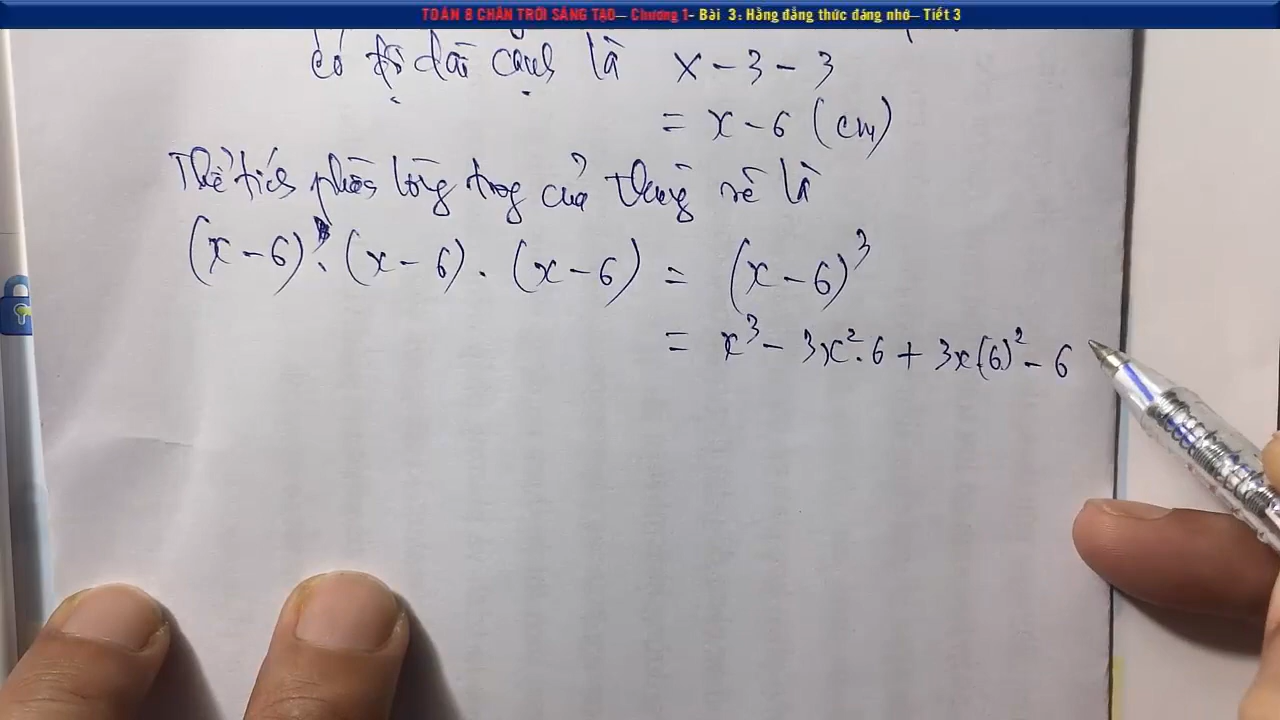 TOÁN 8 CHÂN TRỜI SÁNG TẠO– Chương 1- Bài 3: Hằng đẳng thức đáng nhớ– Tiết 3
có độ dài cạnh là x - 3 - 3
= x - 6 (cm)
Thể tích phần lòng trong của thùng rẽ là
(x - 6) . (x - 6) . (x - 6) = (x - 6)³
= x³ - 3x².6 + 3x.(6)² - 6